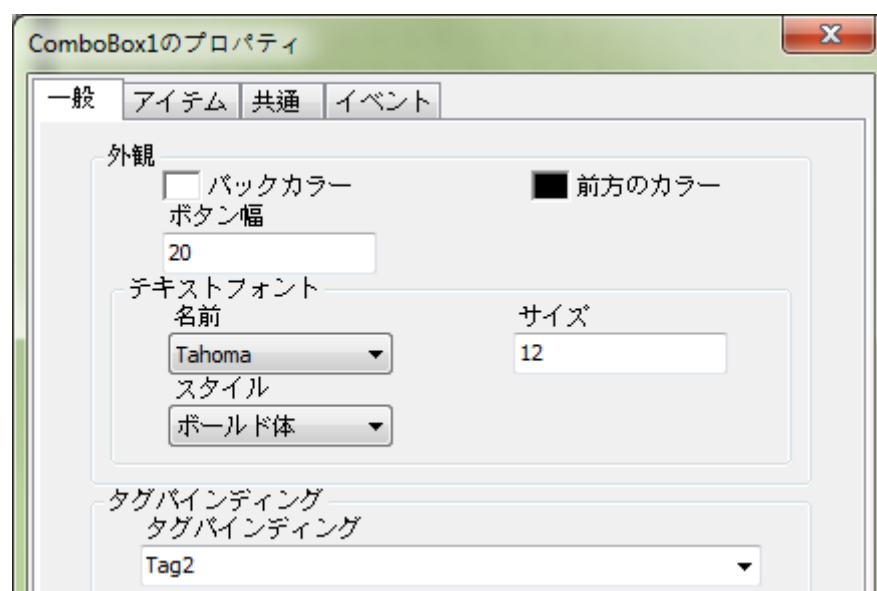 ComboBox1のプロパティ
一般 アイテム 共通 イベント
外観
バックカラー 前方のカラー
ボタン幅
20
テキストフォント
名前 サイズ
Tahoma 12
スタイル
ボールド体
タグバインディング
タグバインディング
Tag2